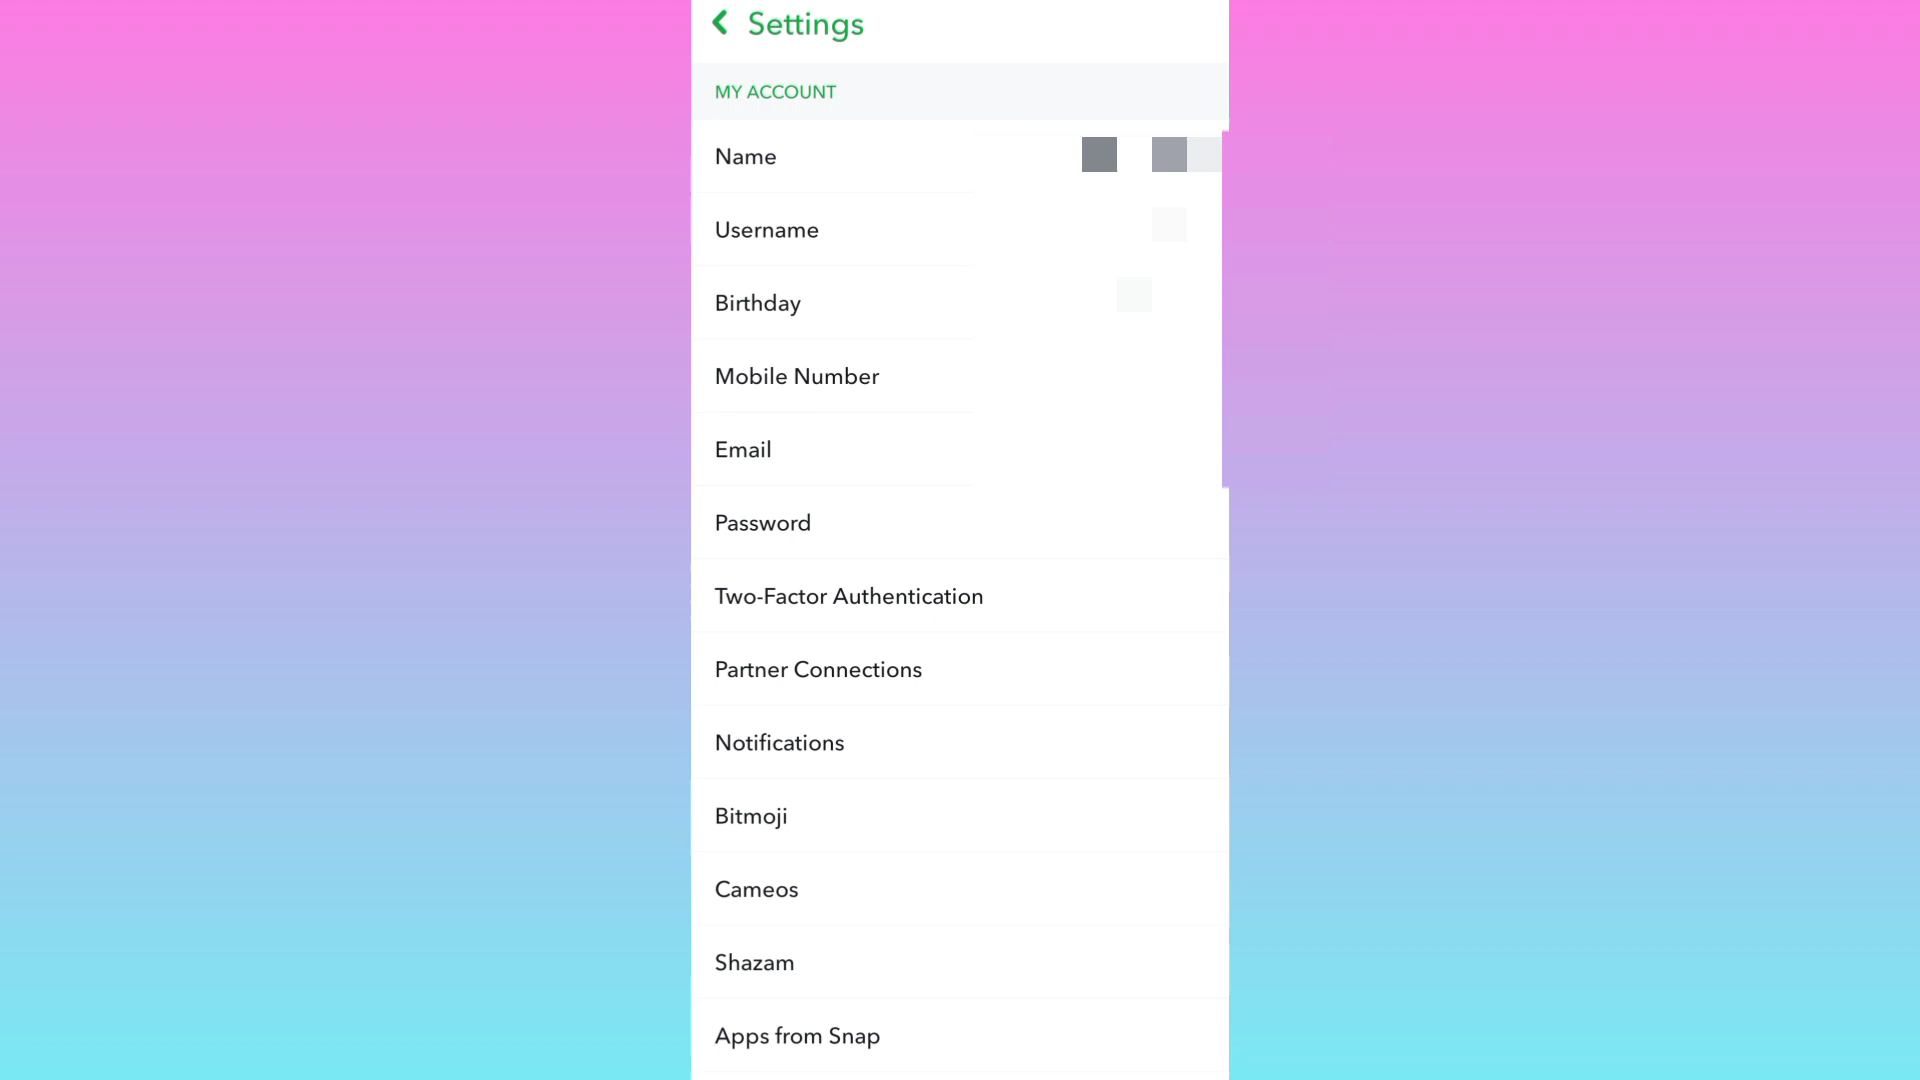 Settings
MY ACCOUNT
Name
Username
Birthday
Mobile Number
Email
Password
Two-Factor Authentication
Partner Connections
Notifications
Bitmoji
Cameos
Shazam
Apps from Snap